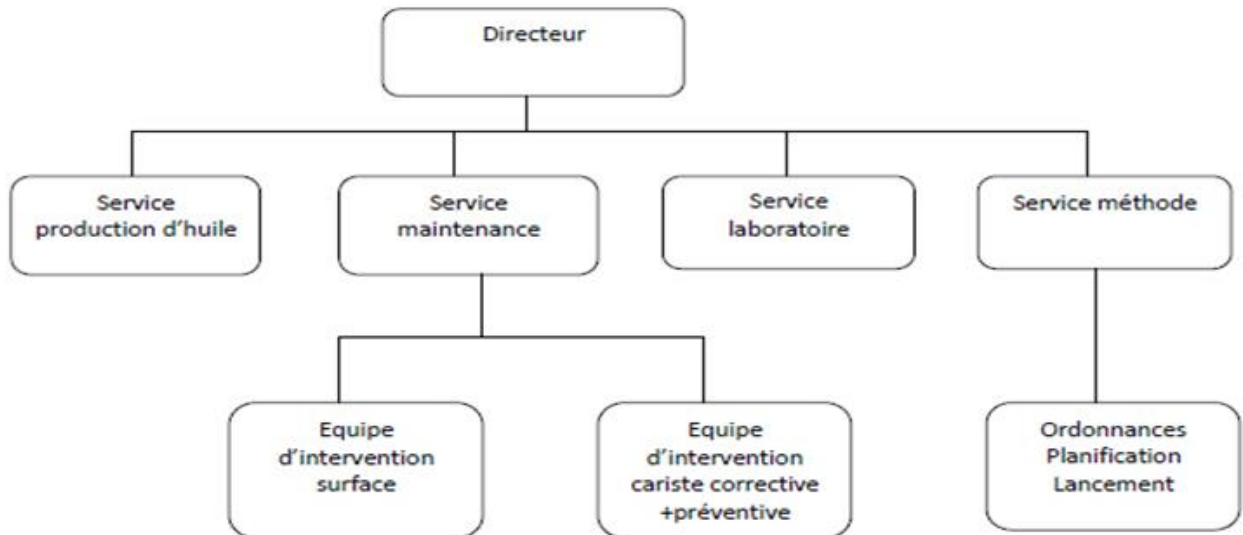 Directeur
Service
production d'huile
Service
maintenance
Service
laboratoire
Service méthode
Equipe
d'intervention
surface
Equipe
d'intervention
cariste corrective
+préventive
Ordonnances
Planification
Lancement